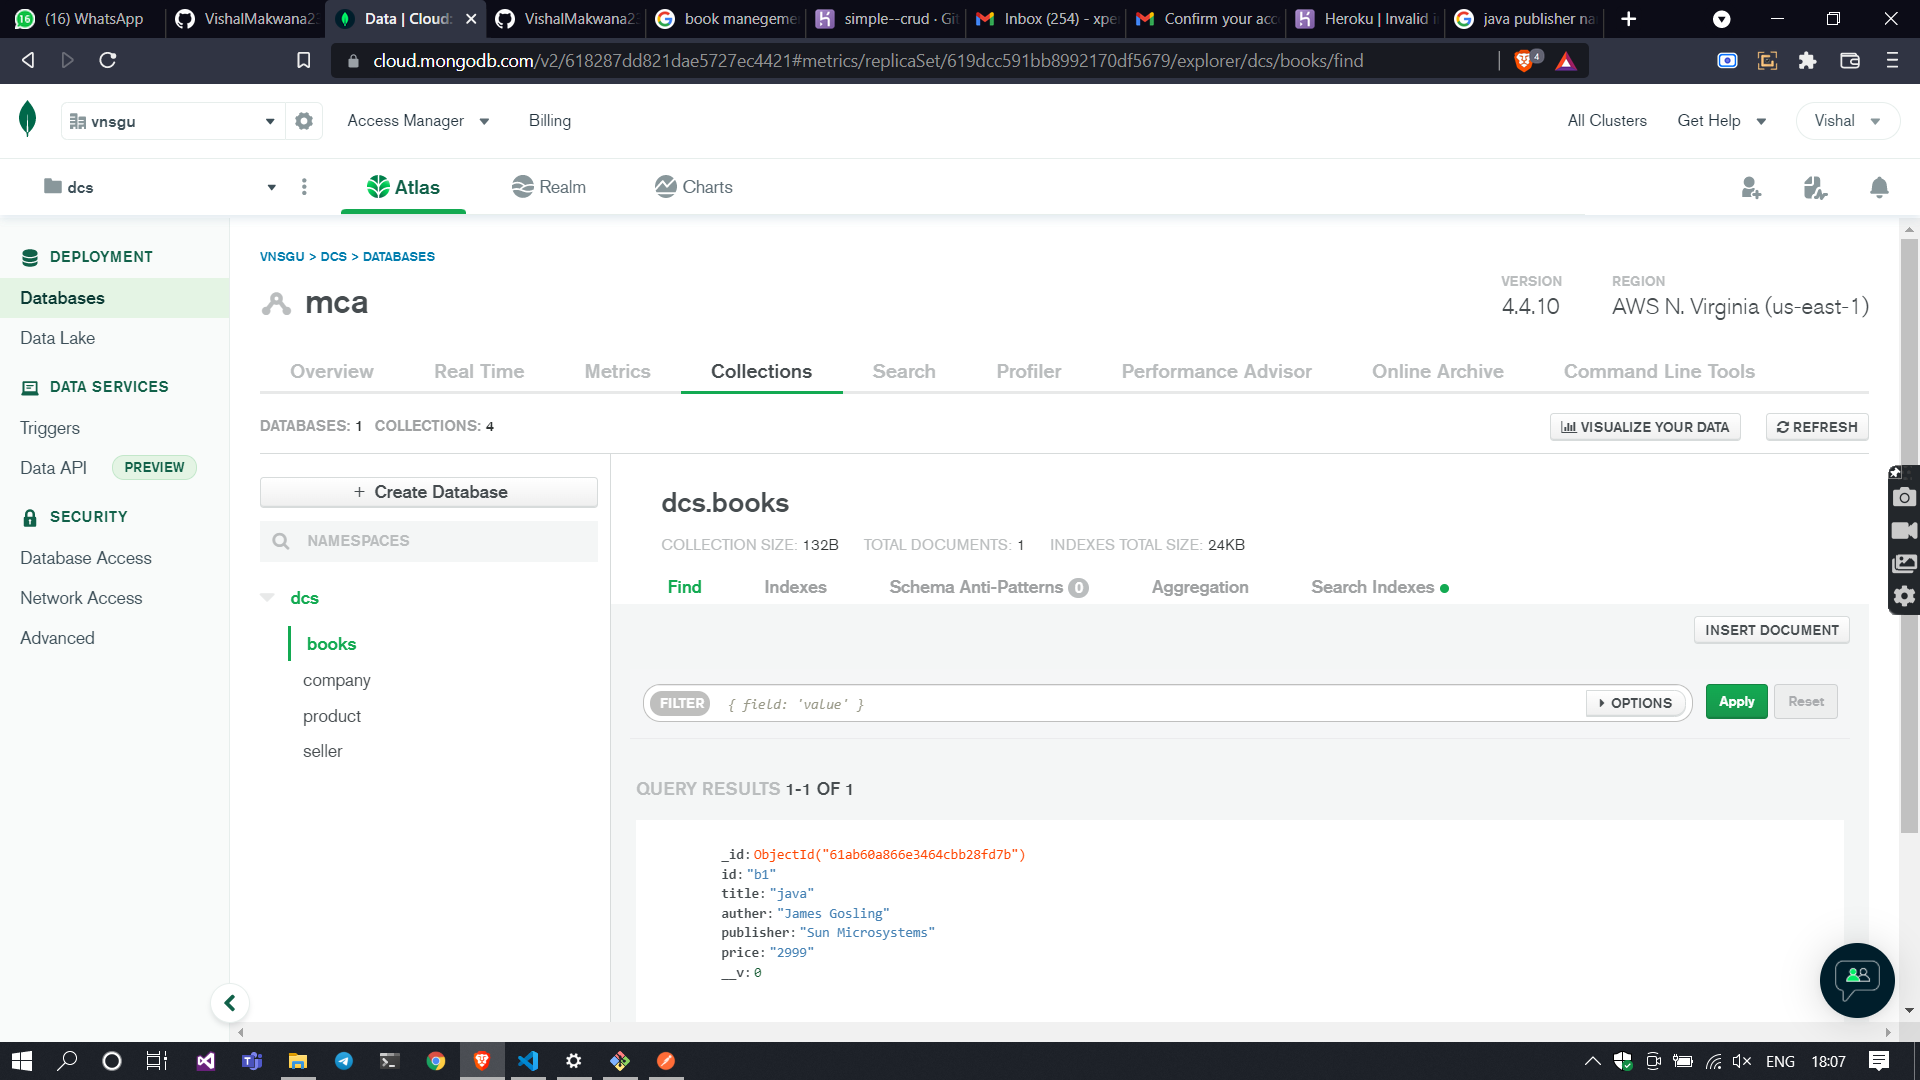 (16) WhatsApp
VishalMakwana23
Data | Cloud:
VishalMakwana23
book manegeme
simple--crud · Git
Inbox (254) - xpe
Confirm your acc
Heroku | Invalid i
java publisher na
cloud.mongodb.com/v2/618287dd821dae5727ec4421#metrics/replicaSet/619dcc591bb8992170df5679/explorer/dcs/books/find
4
vnsgu
Access Manager
Billing
All Clusters
Get Help
Vishal
dcs
Atlas
Realm
Charts
DEPLOYMENT
Databases
Data Lake
DATA SERVICES
Triggers
Data API PREVIEW
SECURITY
Database Access
Network Access
Advanced
VNSGU > DCS > DATABASES
mca
VERSION
4.4.10
REGION
AWS N. Virginia (us-east-1)
Overview
Real Time
Metrics
Collections
Search
Profiler
Performance Advisor
Online Archive
Command Line Tools
DATABASES: 1 COLLECTIONS: 4
VISUALIZE YOUR DATA
REFRESH
+ Create Database
NAMESPACES
dcs
books
company
product
seller
dcs.books
COLLECTION SIZE: 132B TOTAL DOCUMENTS: 1 INDEXES TOTAL SIZE: 24KB
Find
Indexes
Schema Anti-Patterns 0
Aggregation
Search Indexes
INSERT DOCUMENT
FILTER { field: 'value' }
OPTIONS
Apply
Reset
QUERY RESULTS 1-1 OF 1
_id: ObjectId("61ab60a866e3464cbb28fd7b")
id: "b1"
title: "java"
auther: "James Gosling"
publisher: "Sun Microsystems"
price: "2999"
__v: 0
ENG
18:07